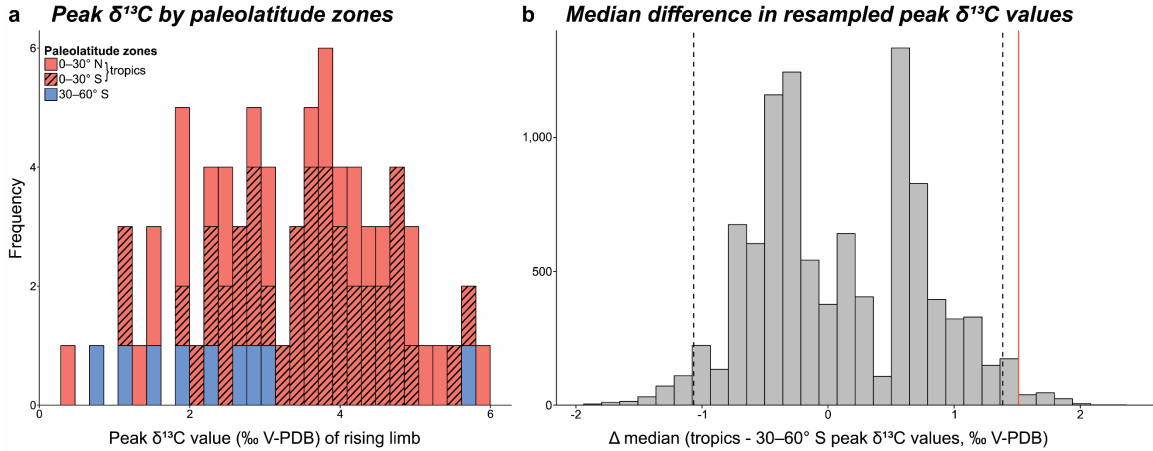 a Peak δ¹³C by paleolatitude zones
Paleolatitude zones
0–30° N
0–30° S
}tropics
30–60° S
Frequency
6
4
2
0
0 2 4 6
Peak δ¹³C value (‰ V-PDB) of rising limb
b Median difference in resampled peak δ¹³C values
1,000
500
0
-2 -1 0 1 2
Δ median (tropics - 30–60° S peak δ¹³C values, ‰ V-PDB)